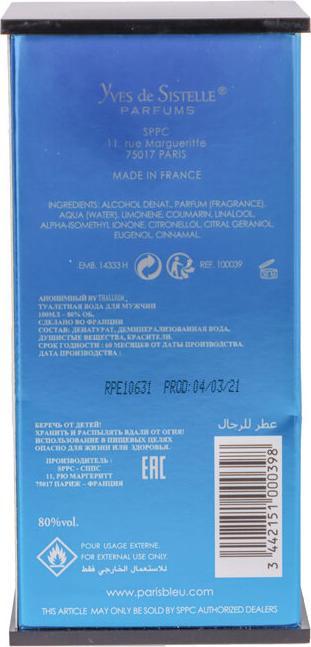 YVES de SISTELLE®
PARFUMS
SPPC
11, rue Margueritte
75017 PARIS
MADE IN FRANCE
INGREDIENTS: ALCOHOL DENAT., PARFUM (FRAGRANCE),
AQUA (WATER), LIMONENE, COUMARIN, LINALOOL,
ALPHA-ISOMETHYL IONONE, CITRONELLOL, CITRAL GERANIOL,
EUGENOL, CINNAMAL.
EMB. 14333 H REF. 100039
АНОНИМНЫЙ BY THALLIUM
ТУАЛЕТНАЯ ВОДА ДЛЯ МУЖЧИН
100МЛ – 80% ОБ.
СДЕЛАНО ВО ФРАНЦИИ
СОСТАВ: ДЕНАТУРАТ, ДЕМИНЕРАЛИЗОВАННАЯ ВОДА,
ДУШИСТЫЕ ВЕЩЕСТВА, КРАСИТЕЛИ.
СРОК ГОДНОСТИ : 60 МЕСЯЦЕВ ОТ ДАТЫ ПРОИЗВОДСТВА.
ДАТА ПРОИЗВОДСТВА :
RPE10631 PROD:04/03/21
БЕРЕЧЬ ОТ ДЕТЕЙ!
ХРАНИТЬ И РАСПЫЛЯТЬ ВДАЛИ ОТ ОГНЯ!
ИСПОЛЬЗОВАНИЕ В ПИЩЕВЫХ ЦЕЛЯХ
ОПАСНО ДЛЯ ЖИЗНИ ИЛИ ЗДОРОВЬЯ.
ПРОИЗВОДИТЕЛЬ :
SPPC - СППС
11, РЮ МАРГЕРИТТ
75017 ПАРИЖ – ФРАНЦИЯ
EAC
عطر للرجال
3 442151 000398
80%vol.
POUR USAGE EXTERNE.
FOR EXTERNAL USE ONLY.
للاستعمال الخارجي فقط
www.parisbleu.com
THIS ARTICLE MAY ONLY BE SOLD BY SPPC AUTHORIZED DEALERS